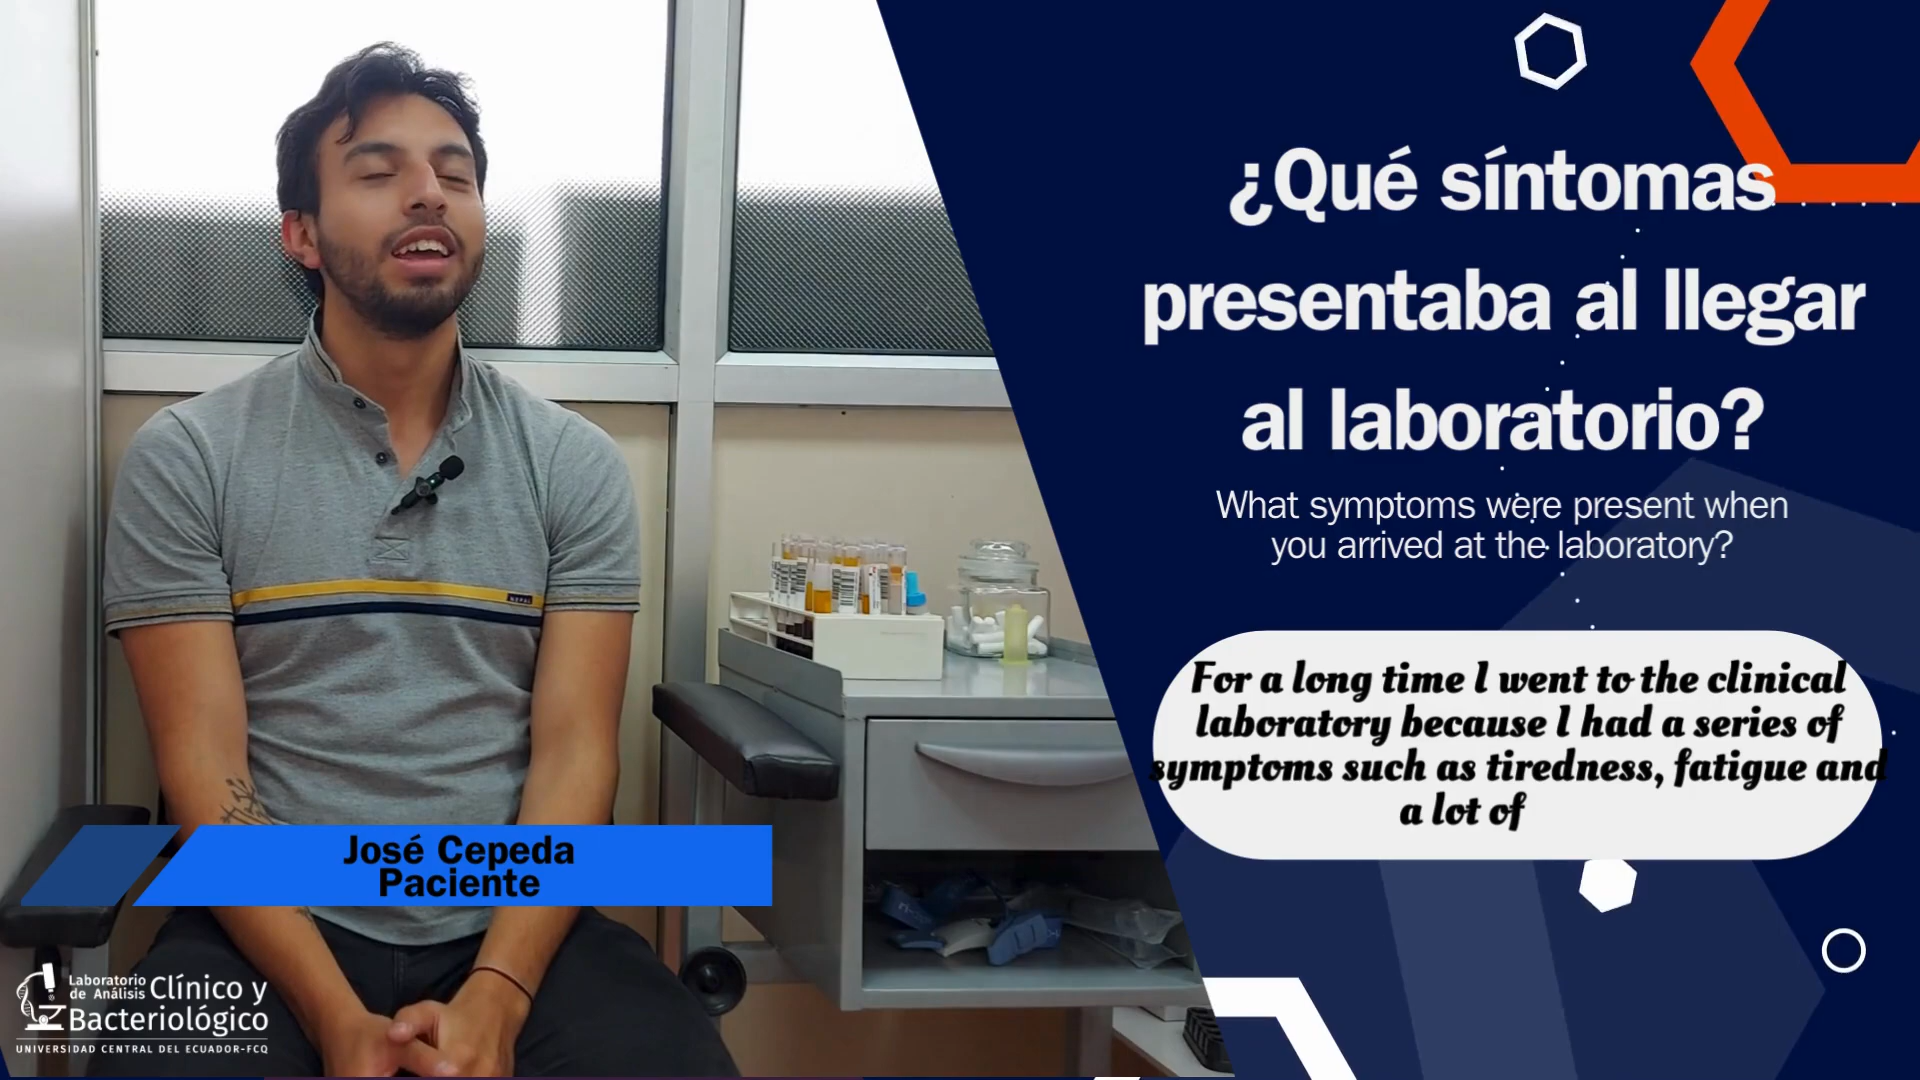 ¿Qué síntomas
presentaba al llegar
al laboratorio?
What symptoms were present when
you arrived at the laboratory?
For a long time I went to the clinical
laboratory because I had a series of
symptoms such as tiredness, fatigue and
a lot of
José Cepeda
Paciente
Laboratorio
de Análisis Clínico y
Bacteriológico
UNIVERSIDAD CENTRAL DEL ECUADOR-FCQ